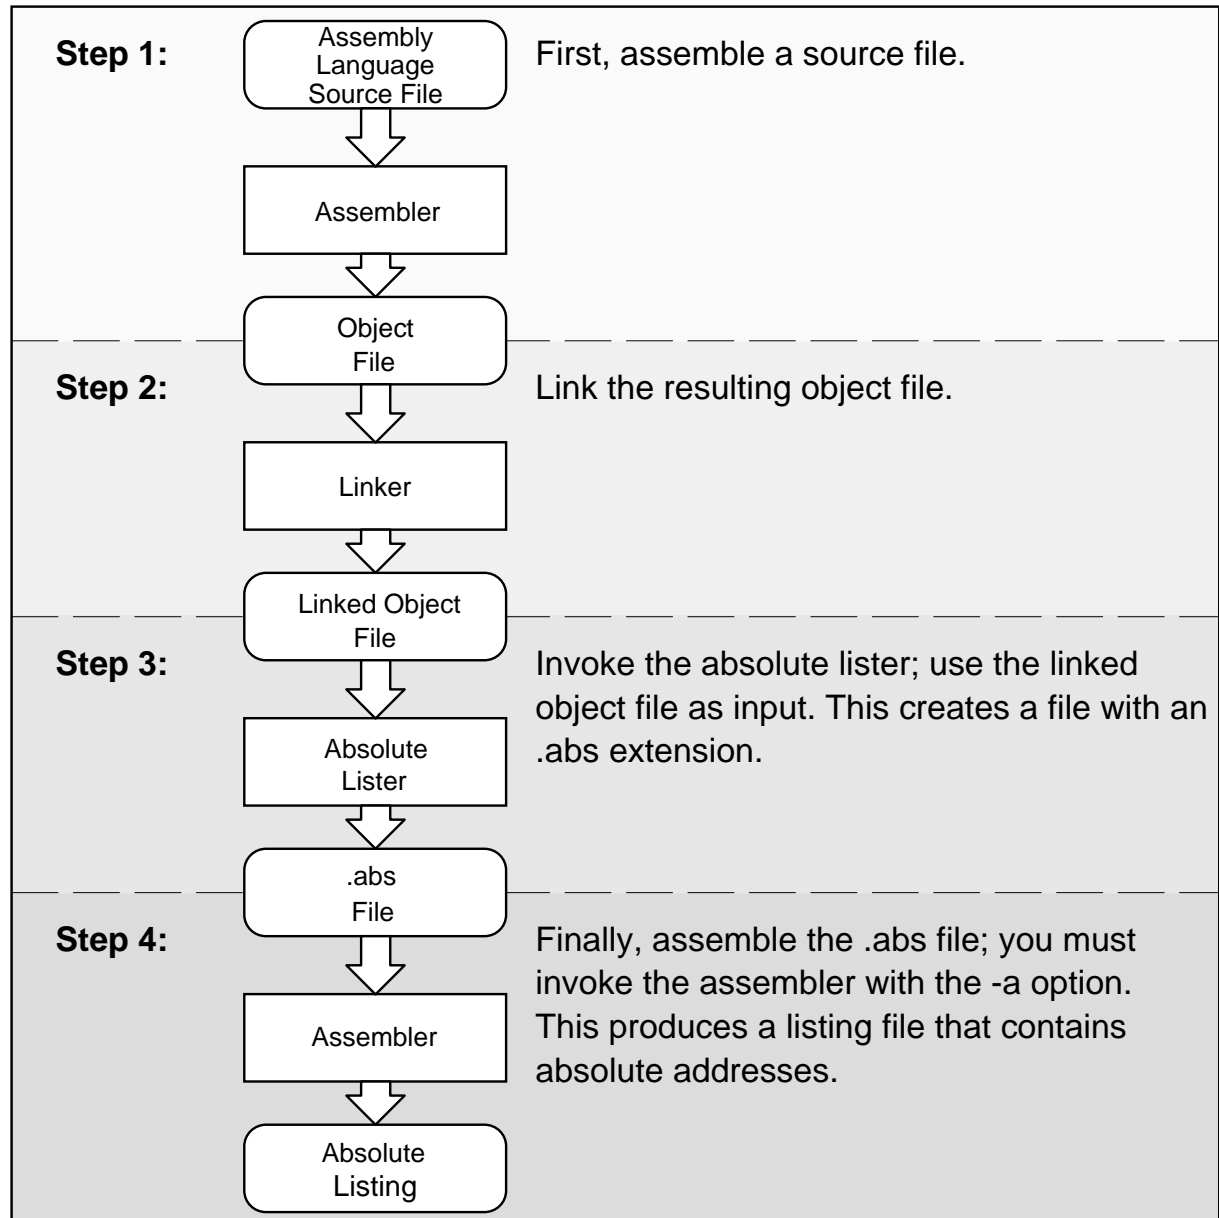 Step 1:
Assembly
Language
Source File
First, assemble a source file.
Assembler
Object
File
Step 2:
Link the resulting object file.
Linker
Linked Object
File
Step 3:
Invoke the absolute lister; use the linked
object file as input. This creates a file with an
.abs extension.
Absolute
Lister
.abs
File
Step 4:
Finally, assemble the .abs file; you must
invoke the assembler with the -a option.
This produces a listing file that contains
absolute addresses.
Assembler
Absolute
Listing